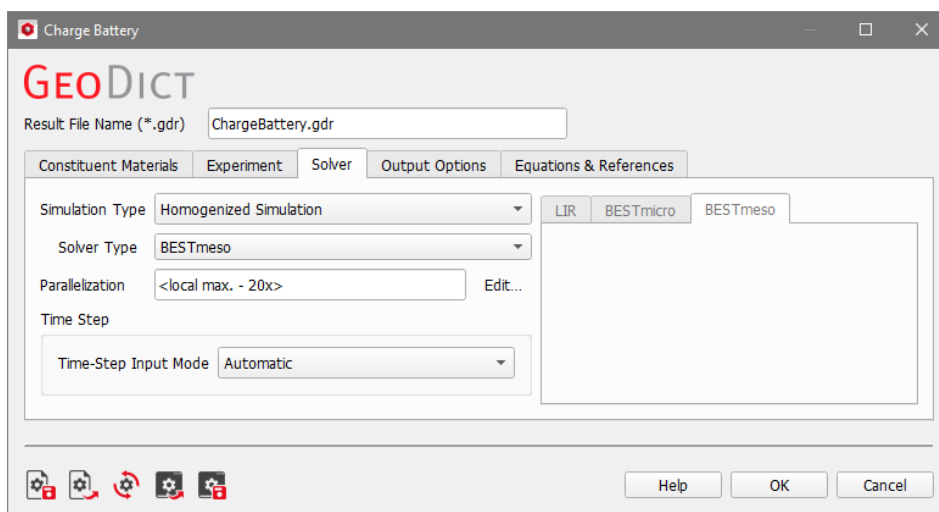 Charge Battery
GEODICT
Result File Name (*.gdr) ChargeBattery.gdr
Constituent Materials Experiment Solver Output Options Equations & References
Simulation Type Homogenized Simulation LIR BESTmicro BESTmeso
Solver Type BESTmeso
Parallelization <local max. - 20x> Edit...
Time Step
Time-Step Input Mode Automatic
Help OK Cancel